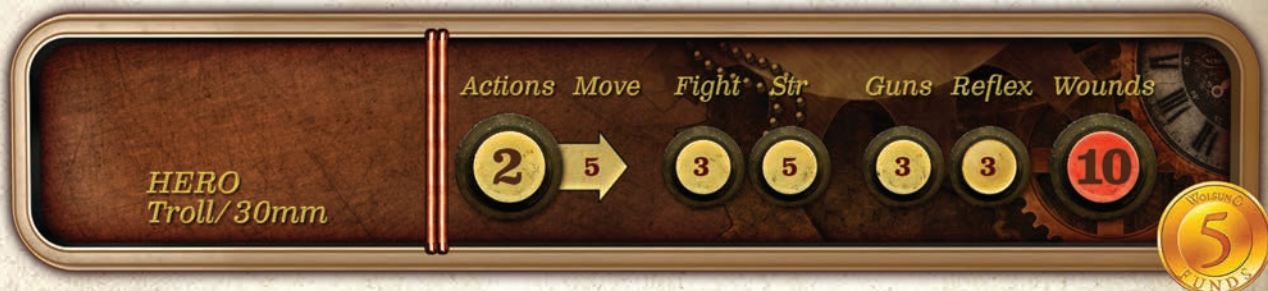 Actions Move Fight Str Guns Reflex Wounds
2 5 3 5 3 3 10
HERO
Troll/30mm
WOLSUNG
5
FUNDS